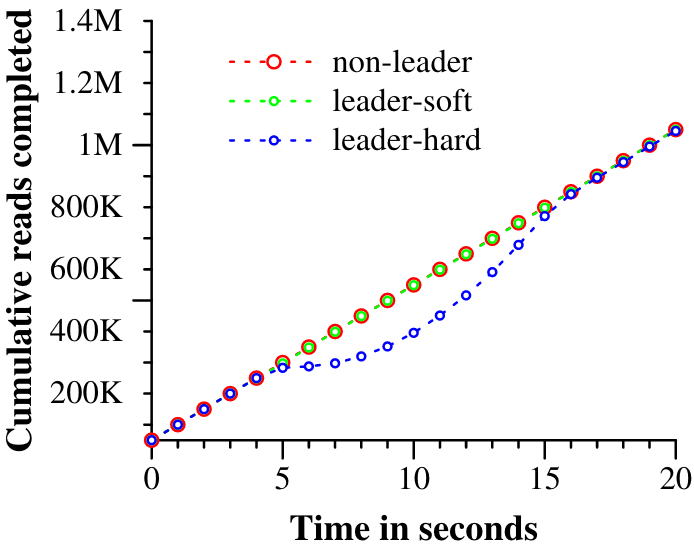 Cumulative reads completed
1.4M
1.2M
1M
800K
600K
400K
200K
non-leader
leader-soft
leader-hard
0 5 10 15 20
Time in seconds